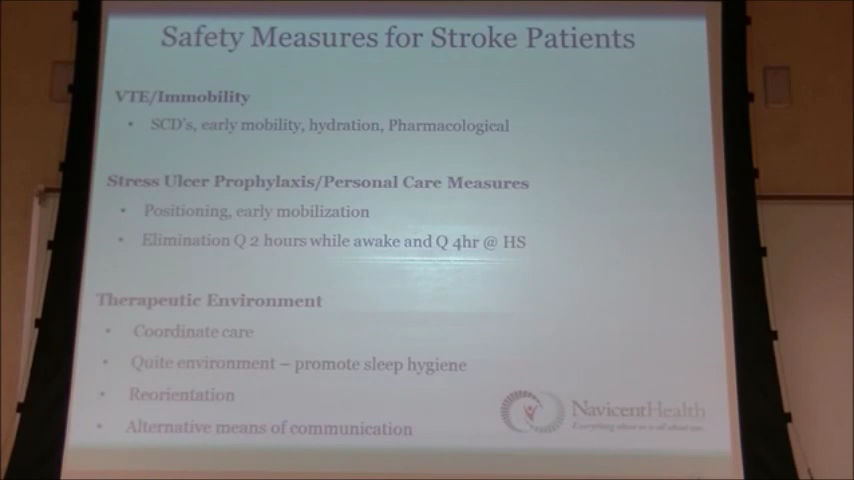 Safety Measures for Stroke Patients
VTE/Immobility
• SCD's, early mobility, hydration, Pharmacological
Stress Ulcer Prophylaxis/Personal Care Measures
• Positioning, early mobilization
• Elimination Q 2 hours while awake and Q 4hr @ HS
Therapeutic Environment
• Coordinate care
• Quite environment – promote sleep hygiene
• Reorientation
• Alternative means of communication
NavicentHealth